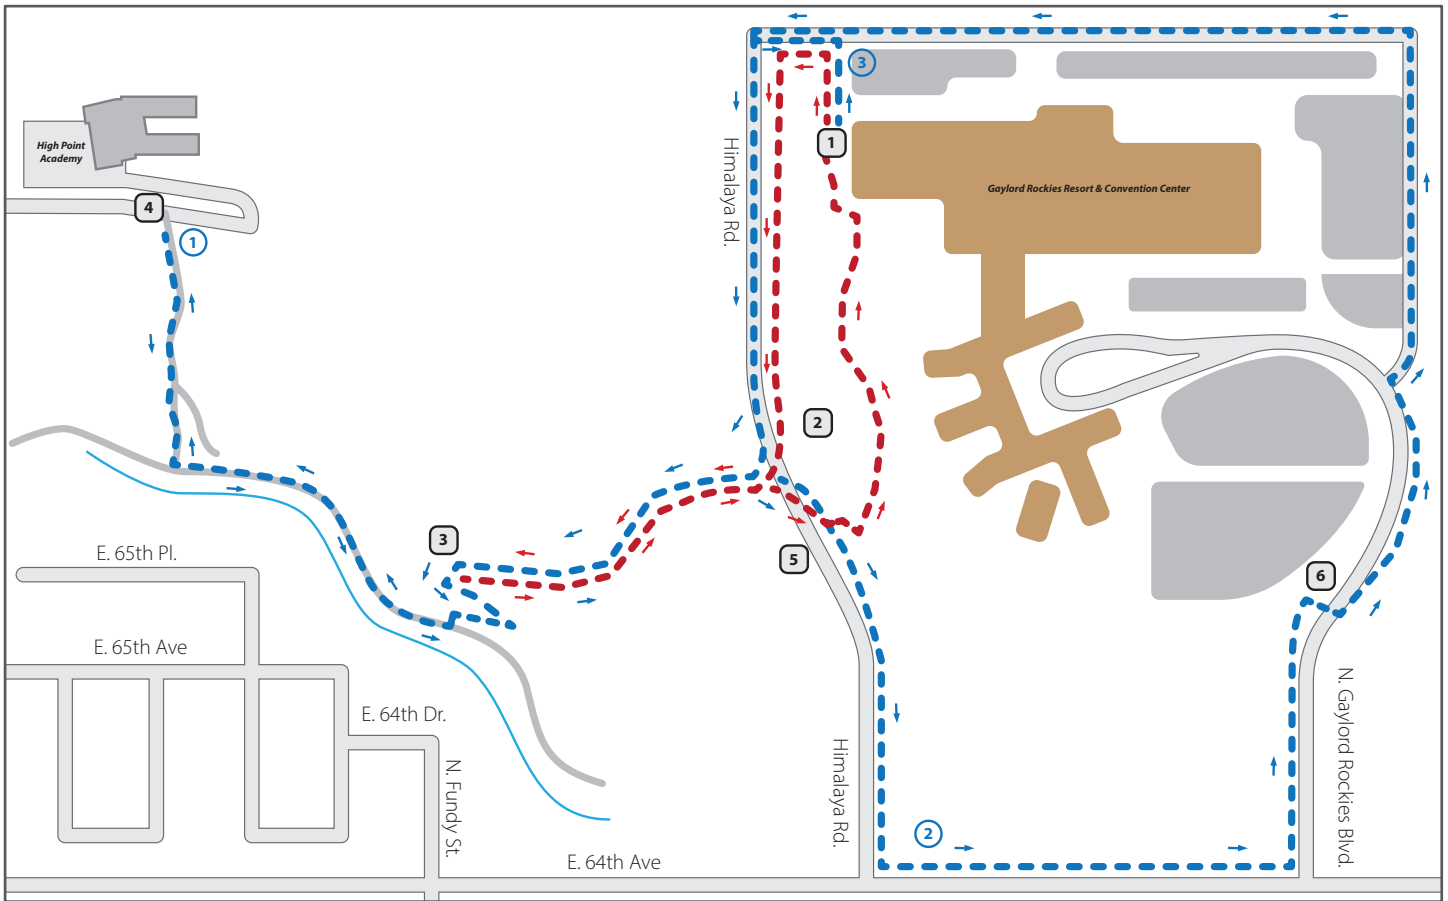 3
Himalaya Rd.
1
High Point
Academy
Gaylord Rockies Resort & Convention Center
4
1
2
3
E. 65th Pl.
5
6
E. 65th Ave
E. 64th Dr.
N. Gaylord Rockies Blvd.
Himalaya Rd.
N. Fundy St.
2
E. 64th Ave